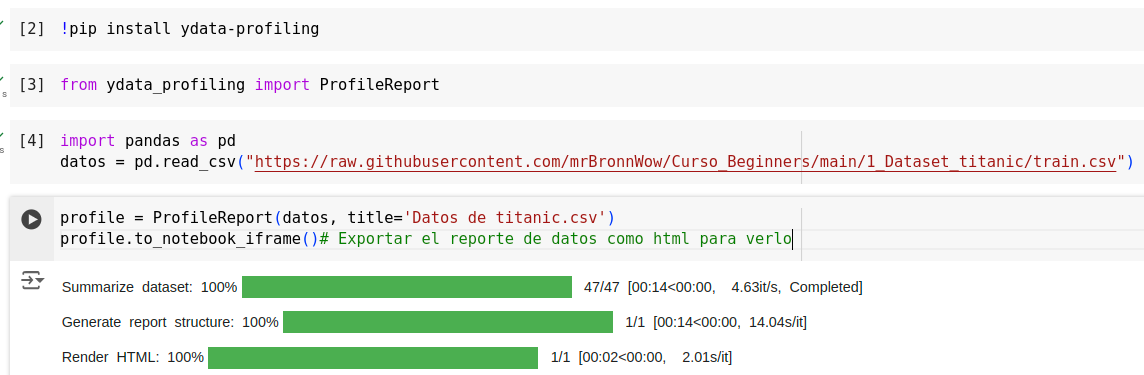 [2] !pip install ydata-profiling
s
[3] from ydata_profiling import ProfileReport
s
[4] import pandas as pd
datos = pd.read_csv("https://raw.githubusercontent.com/mrBronnWow/Curso_Beginners/main/1_Dataset_titanic/train.csv")
profile = ProfileReport(datos, title='Datos de titanic.csv')
profile.to_notebook_iframe()# Exportar el reporte de datos como html para verlo
Summarize dataset: 100% 47/47 [00:14<00:00, 4.63it/s, Completed]
Generate report structure: 100% 1/1 [00:14<00:00, 14.04s/it]
Render HTML: 100% 1/1 [00:02<00:00, 2.01s/it]